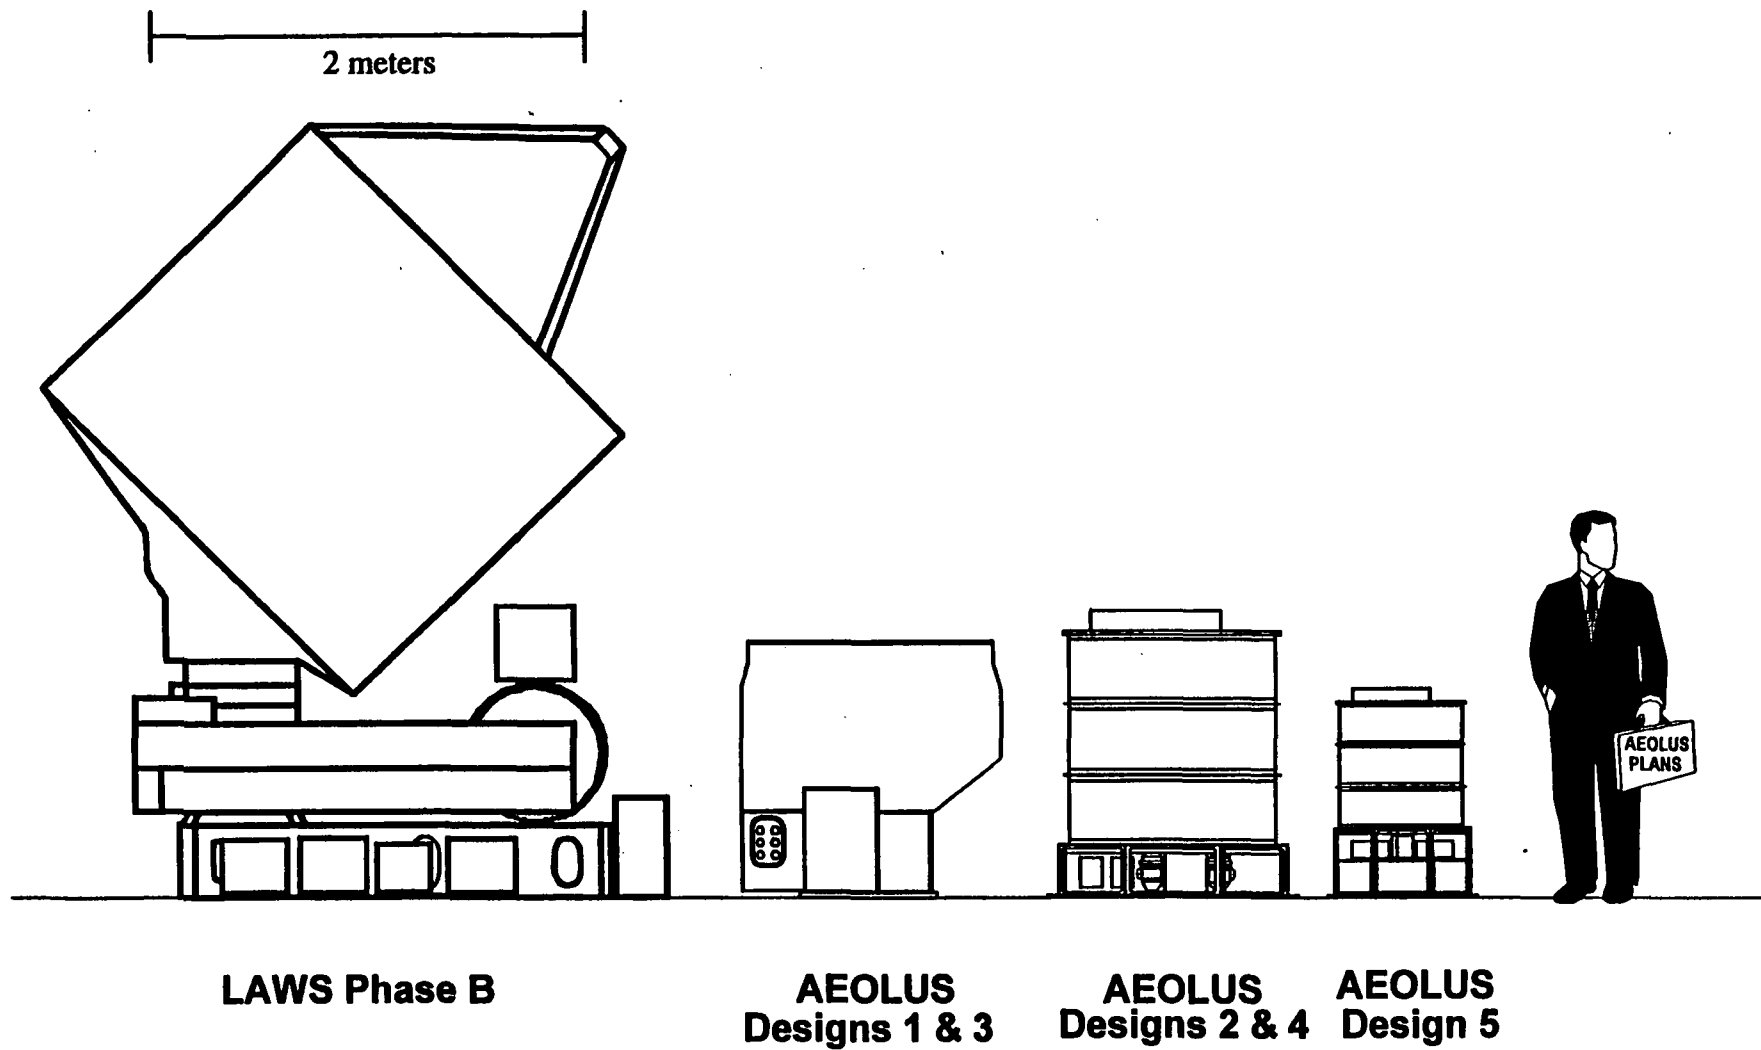 2 meters
AEOLUS
PLANS
LAWS Phase B
AEOLUS
Designs 1 & 3
AEOLUS
Designs 2 & 4
AEOLUS
Design 5